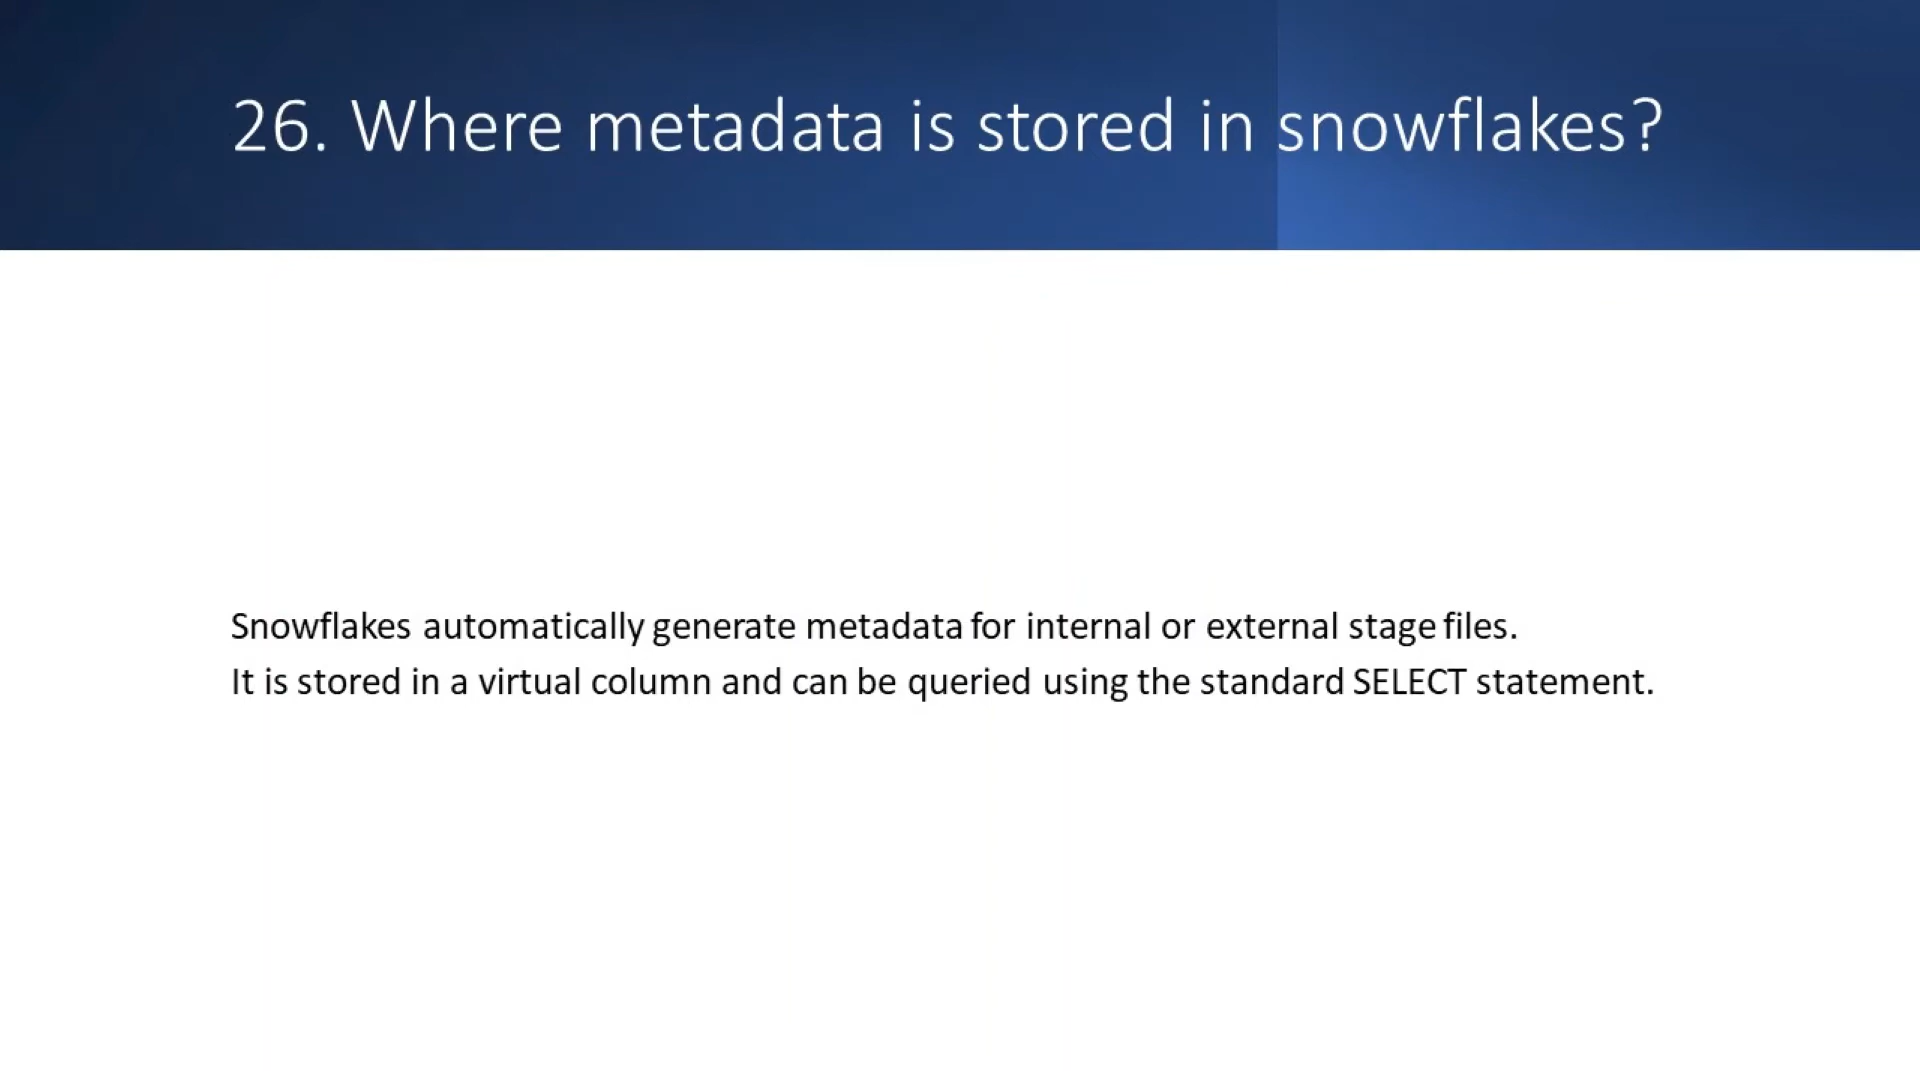 26. Where metadata is stored in snowflakes?
Snowflakes automatically generate metadata for internal or external stage files.
It is stored in a virtual column and can be queried using the standard SELECT statement.